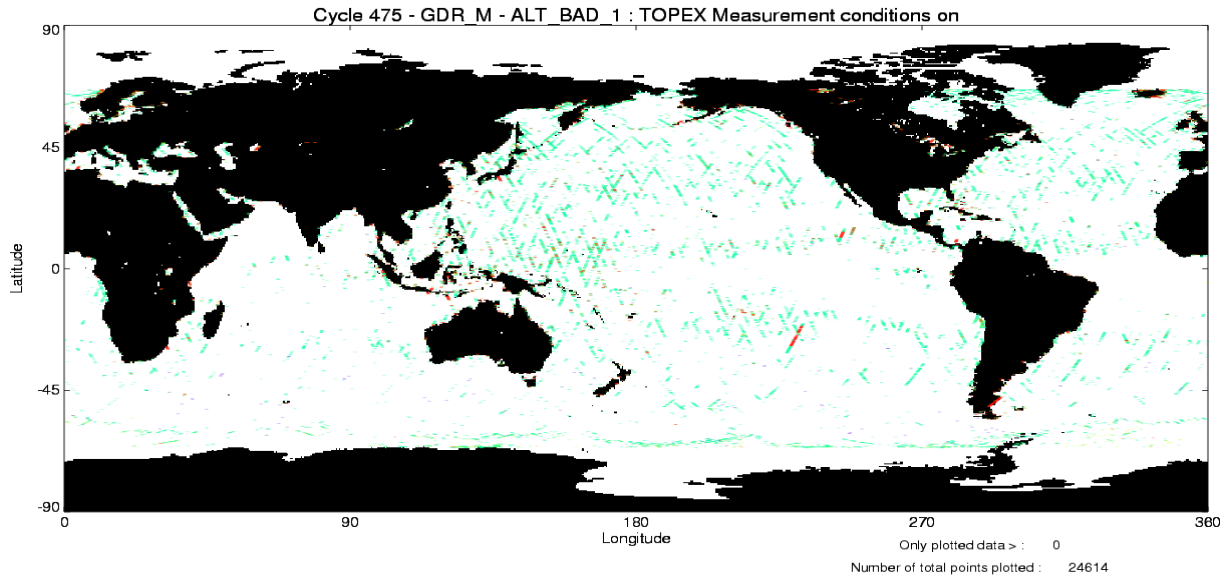 Cycle 475 - GDR_M - ALT_BAD_1 : TOPEX Measurement conditions on
90
45
0
-45
-90
Latitude
0
90
180
270
360
Longitude
Only plotted data > : 0
Number of total points plotted : 24614